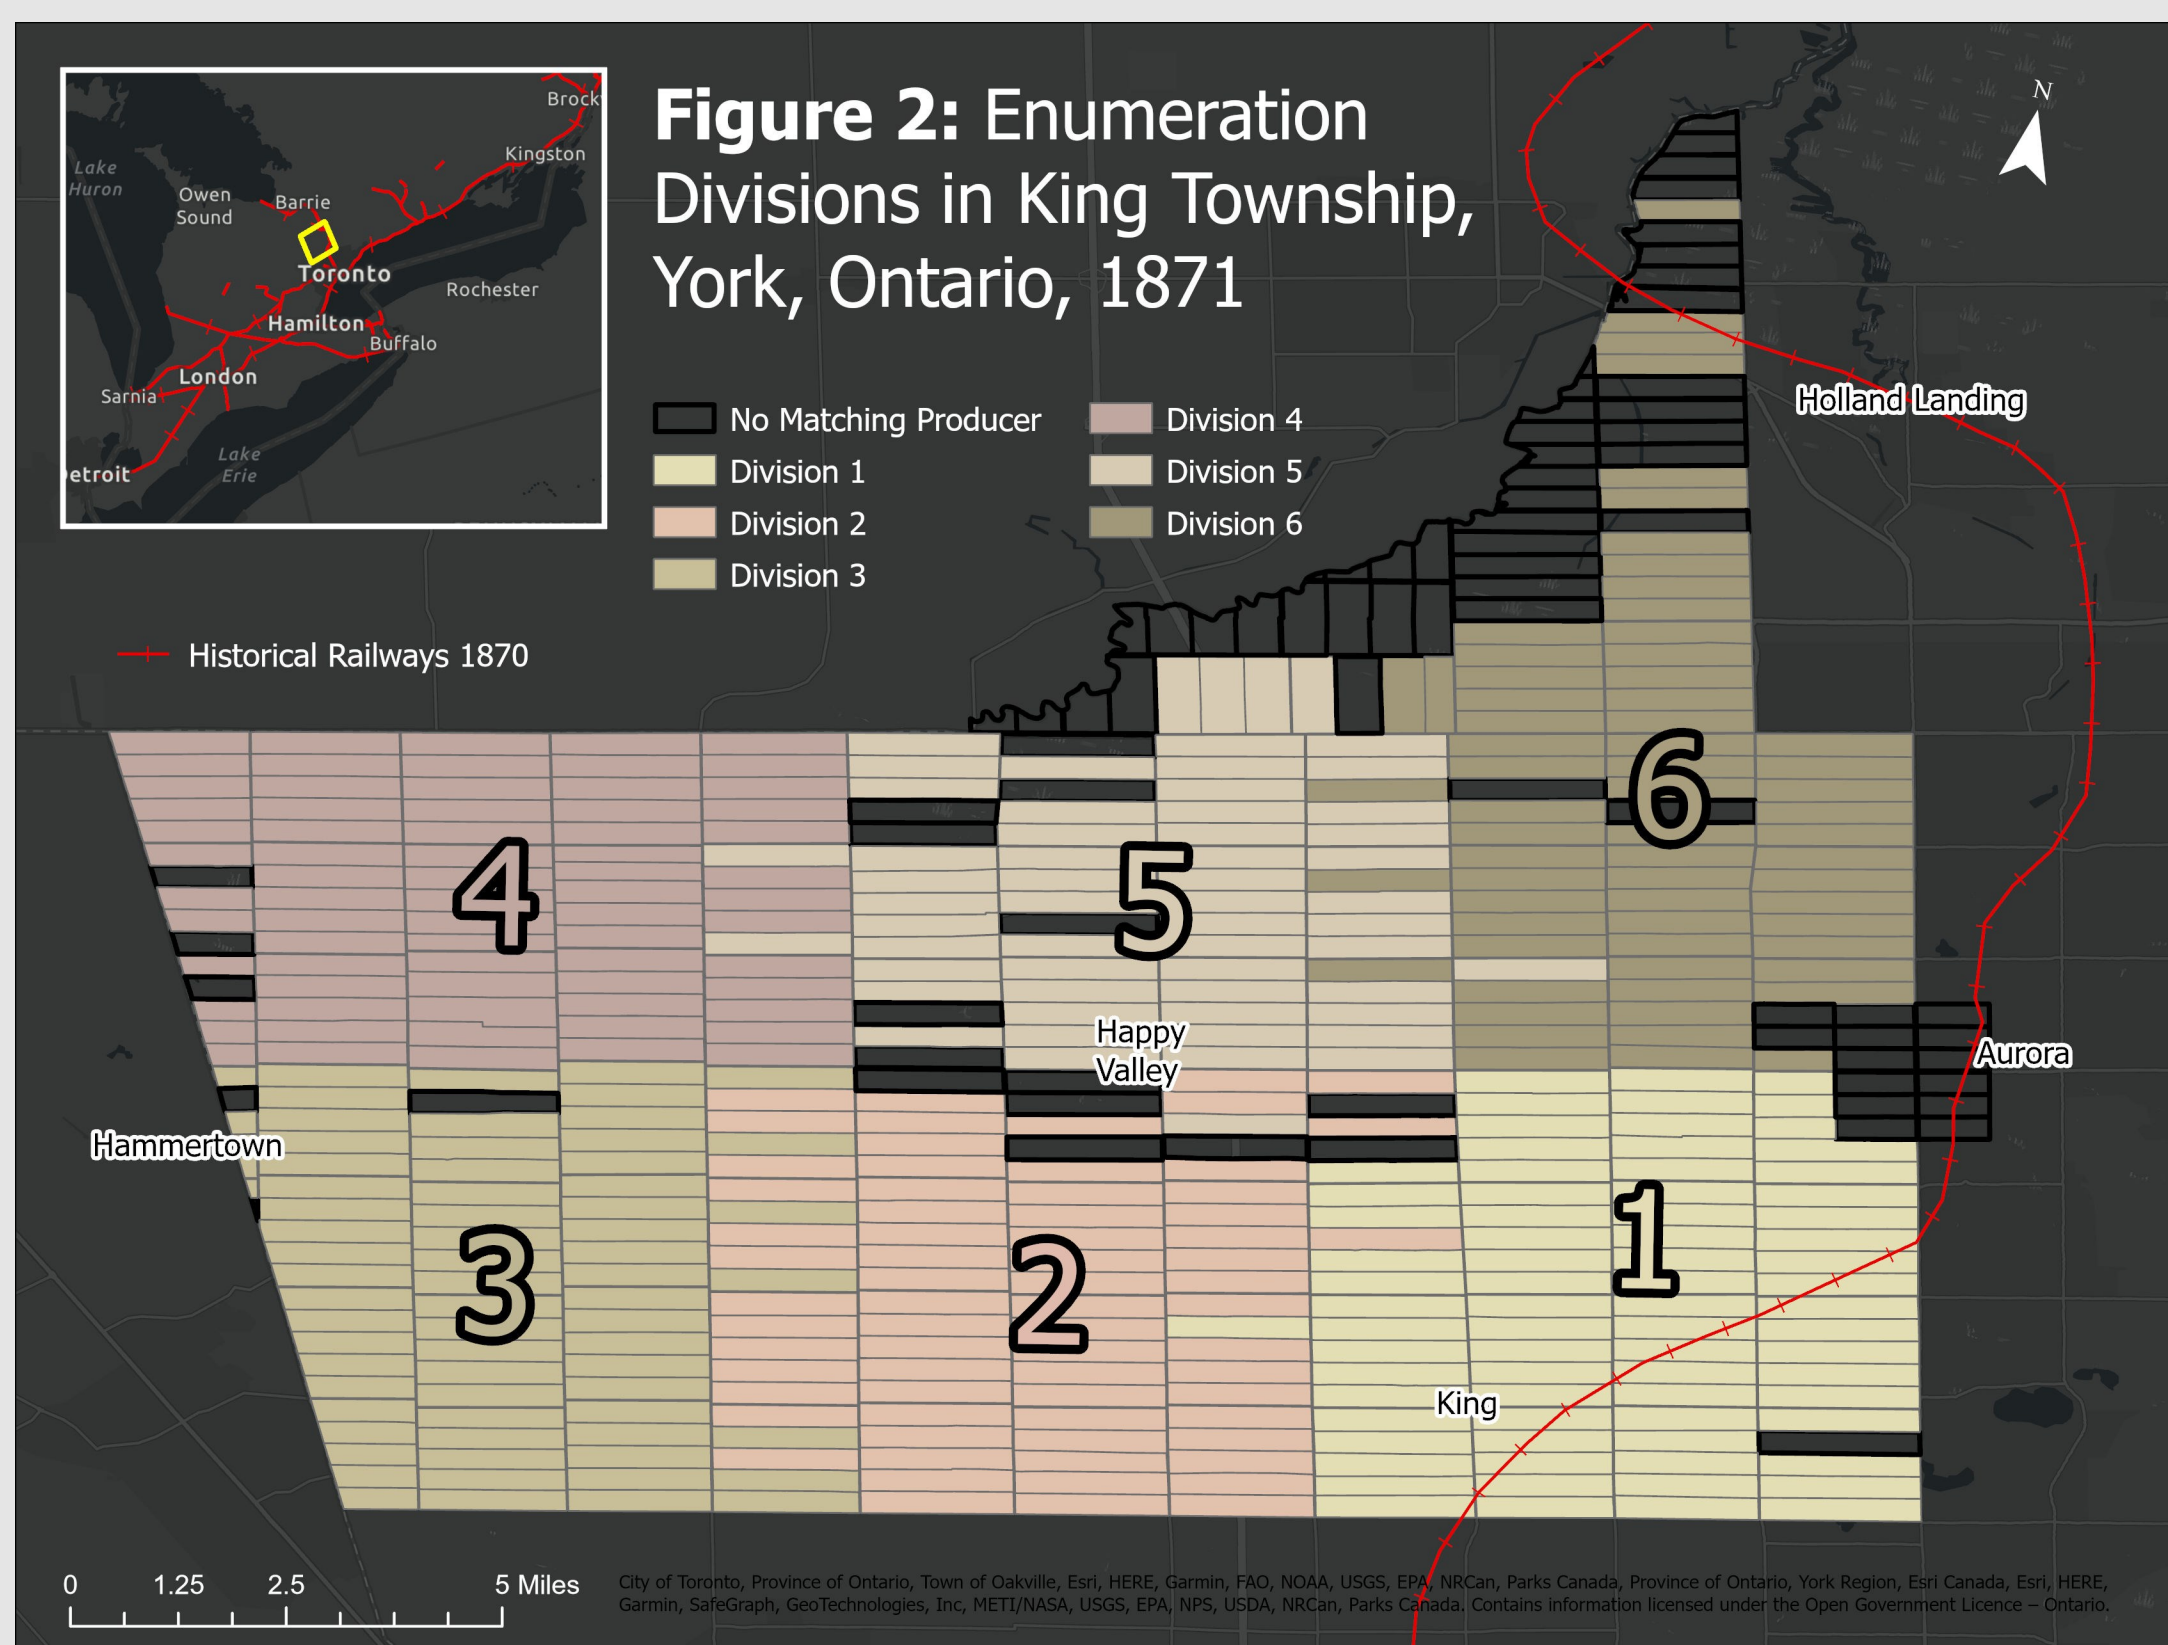 Figure 2: Enumeration
Divisions in King Township,
York, Ontario, 1871
N
Brock
Kingston
Lake
Huron
Owen
Sound
Barrie
Toronto
Rochester
Hamilton
Buffalo
London
Sarnia
Lake
Erie
etroit
No Matching Producer
Division 1
Division 2
Division 3
Division 4
Division 5
Division 6
Historical Railways 1870
Holland Landing
6
4
5
Happy
Valley
Aurora
Hammertown
3
2
1
King
0 1.25 2.5 5 Miles
City of Toronto, Province of Ontario, Town of Oakville, Esri, HERE, Garmin, FAO, NOAA, USGS, EPA, NRCan, Parks Canada, Province of Ontario, York Region, Esri Canada, Esri, HERE,
Garmin, SafeGraph, GeoTechnologies, Inc, METI/NASA, USGS, EPA, NPS, USDA, NRCan, Parks Canada. Contains information licensed under the Open Government Licence – Ontario.